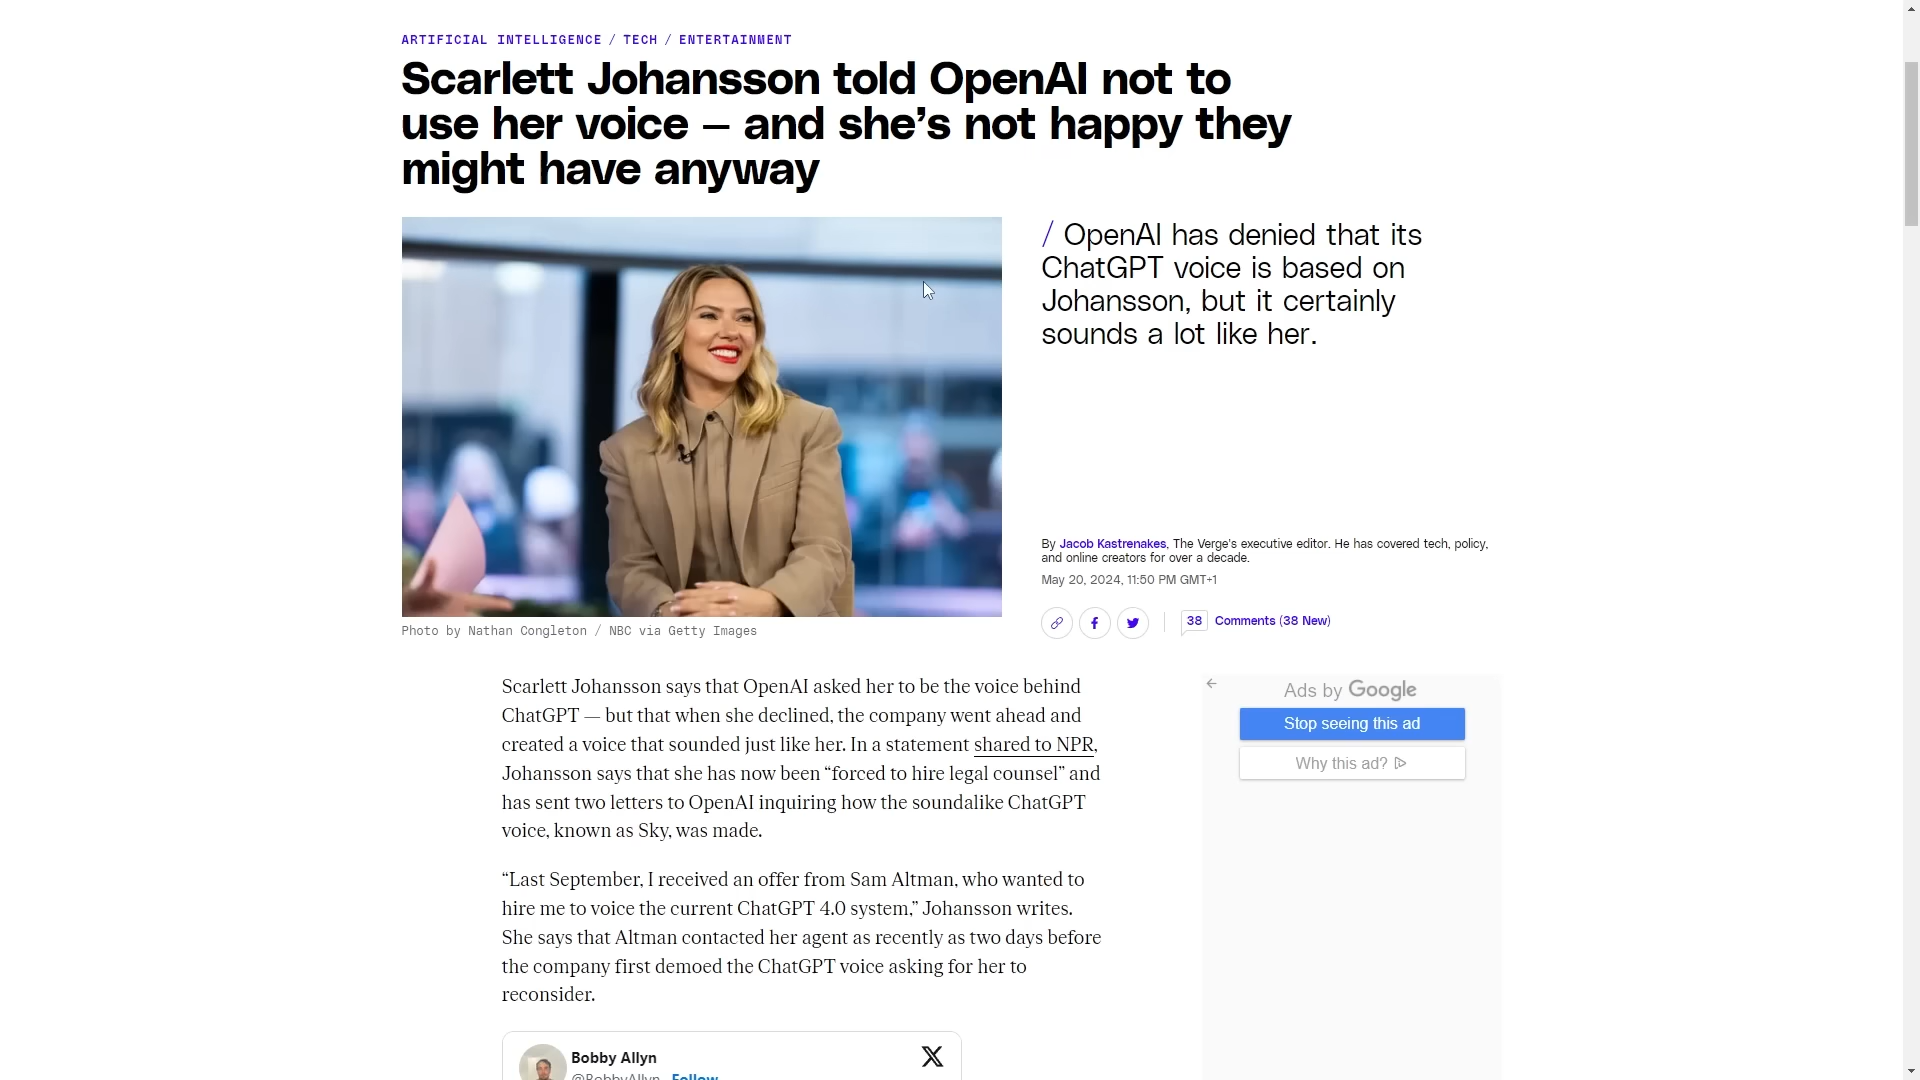 ARTIFICIAL INTELLIGENCE / TECH / ENTERTAINMENT
Scarlett Johansson told OpenAI not to
use her voice — and she’s not happy they
might have anyway
/ OpenAI has denied that its
ChatGPT voice is based on
Johansson, but it certainly
sounds a lot like her.
By Jacob Kastrenakes, The Verge's executive editor. He has covered tech, policy,
and online creators for over a decade.
May 20, 2024, 11:50 PM GMT+1
38 Comments (38 New)
Photo by Nathan Congleton / NBC via Getty Images
Scarlett Johansson says that OpenAI asked her to be the voice behind
ChatGPT — but that when she declined, the company went ahead and
created a voice that sounded just like her. In a statement shared to NPR,
Johansson says that she has now been “forced to hire legal counsel” and
has sent two letters to OpenAI inquiring how the soundalike ChatGPT
voice, known as Sky, was made.
“Last September, I received an offer from Sam Altman, who wanted to
hire me to voice the current ChatGPT 4.0 system,” Johansson writes.
She says that Altman contacted her agent as recently as two days before
the company first demoed the ChatGPT voice asking for her to
reconsider.
Bobby Allyn
@BobbyAllyn · Follow
Ads by Google
Stop seeing this ad
Why this ad?